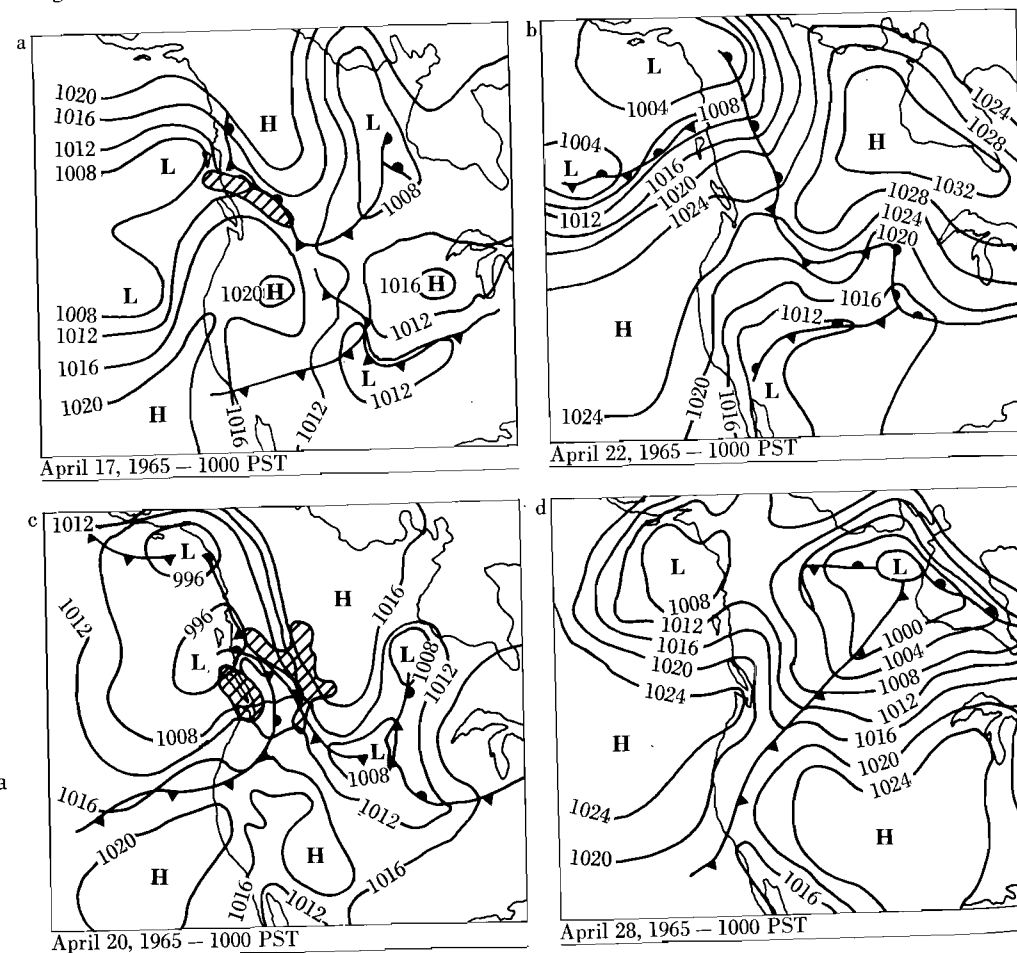 a
1020
1016
1012
1008
L
H
L
1008
L
1020 H
1016 H
1008
1012
1016
1020
1012
L
1012
H
1016
1012
April 17, 1965 – 1000 PST
b
L
1004
1008
1004
L
1016
1020
1024
1012
H
1024
1028
1032
1028
1024
1020
1016
1012
H
L
1024
1020
1016
April 22, 1965 – 1000 PST
c
1012
L
996
1012
996
L
H
1016
L
1008
1012
1008
L
1008
1016
1012
1020
H
H
1016
1012
1016
April 20, 1965 – 1000 PST
d
L
1008
1012
1016
1020
1024
L
1000
1004
1008
1012
1016
1020
1024
H
1024
1020
H
1016
April 28, 1965 – 1000 PST
a